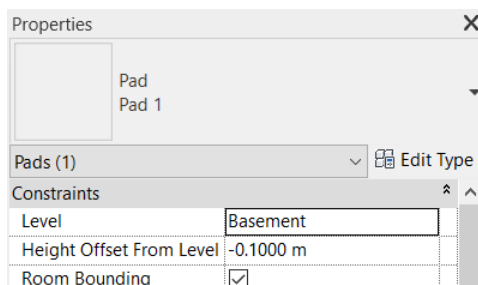 Properties
Pad
Pad 1
Pads (1) Edit Type
Constraints
Level Basement
Height Offset From Level -0.1000 m
Room Bounding